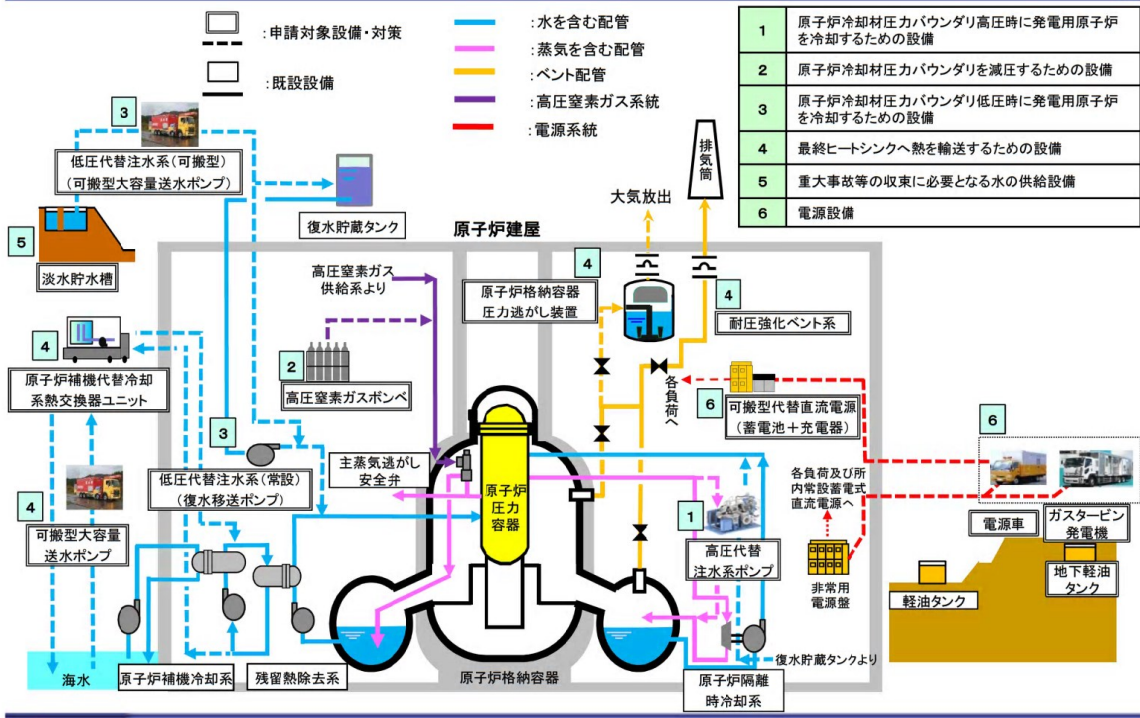 :申請対象設備・対策
:既設設備
:水を含む配管
:蒸気を含む配管
:ベント配管
:高圧窒素ガス系統
:電源系統
1 原子炉冷却材圧力バウンダリ高圧時に発電用原子炉
を冷却するための設備
2 原子炉冷却材圧力バウンダリを減圧するための設備
3 原子炉冷却材圧力バウンダリ低圧時に発電用原子炉
を冷却するための設備
4 最終ヒートシンクへ熱を輸送するための設備
5 重大事故等の収束に必要となる水の供給設備
6 電源設備
3
低圧代替注水系(可搬型)
(可搬型大容量送水ポンプ)
復水貯蔵タンク
5
淡水貯水槽
原子炉建屋
大気放出
排気筒
高圧窒素ガス
供給系より
4
原子炉格納容器
圧力逃がし装置
4
耐圧強化ベント系
4
原子炉補機代替冷却
系熱交換器ユニット
2
高圧窒素ガスボンベ
各負荷へ
6
可搬型代替直流電源
(蓄電池+充電器)
6
3
低圧代替注水系(常設)
(復水移送ポンプ)
主蒸気逃がし
安全弁
原子炉
圧力
容器
1
高圧代替
注水系ポンプ
各負荷及び所
内常設蓄電式
直流電源へ
非常用
電源盤
電源車
ガスタービン
発電機
4
可搬型大容量
送水ポンプ
軽油タンク
地下軽油
タンク
海水
原子炉補機冷却系
残留熱除去系
原子炉格納容器
復水貯蔵タンクより
原子炉隔離
時冷却系